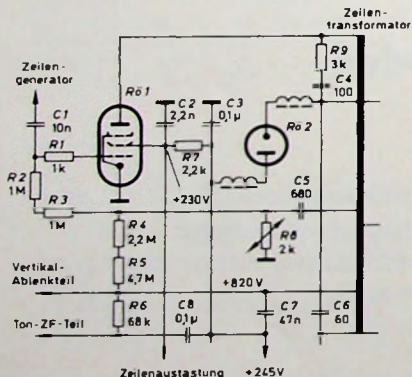 Zeilen-
transformator
Zeilen-
generator
Rö1
R9
3k
C4
100
C1
10n
C2
2,2n
C3
0,1µ
Rö2
R1
1k
R7
2,2k
R2
1M
R3
1M
+230V
C5
680
R4
2,2M
R8
2k
R5
4,7M
Vertikal-
Ablenkteil
+820V
R6
68k
C8
0,1µ
C7
47n
C6
60
Ton-ZF-Teil
Zeilenaustastung
+245V